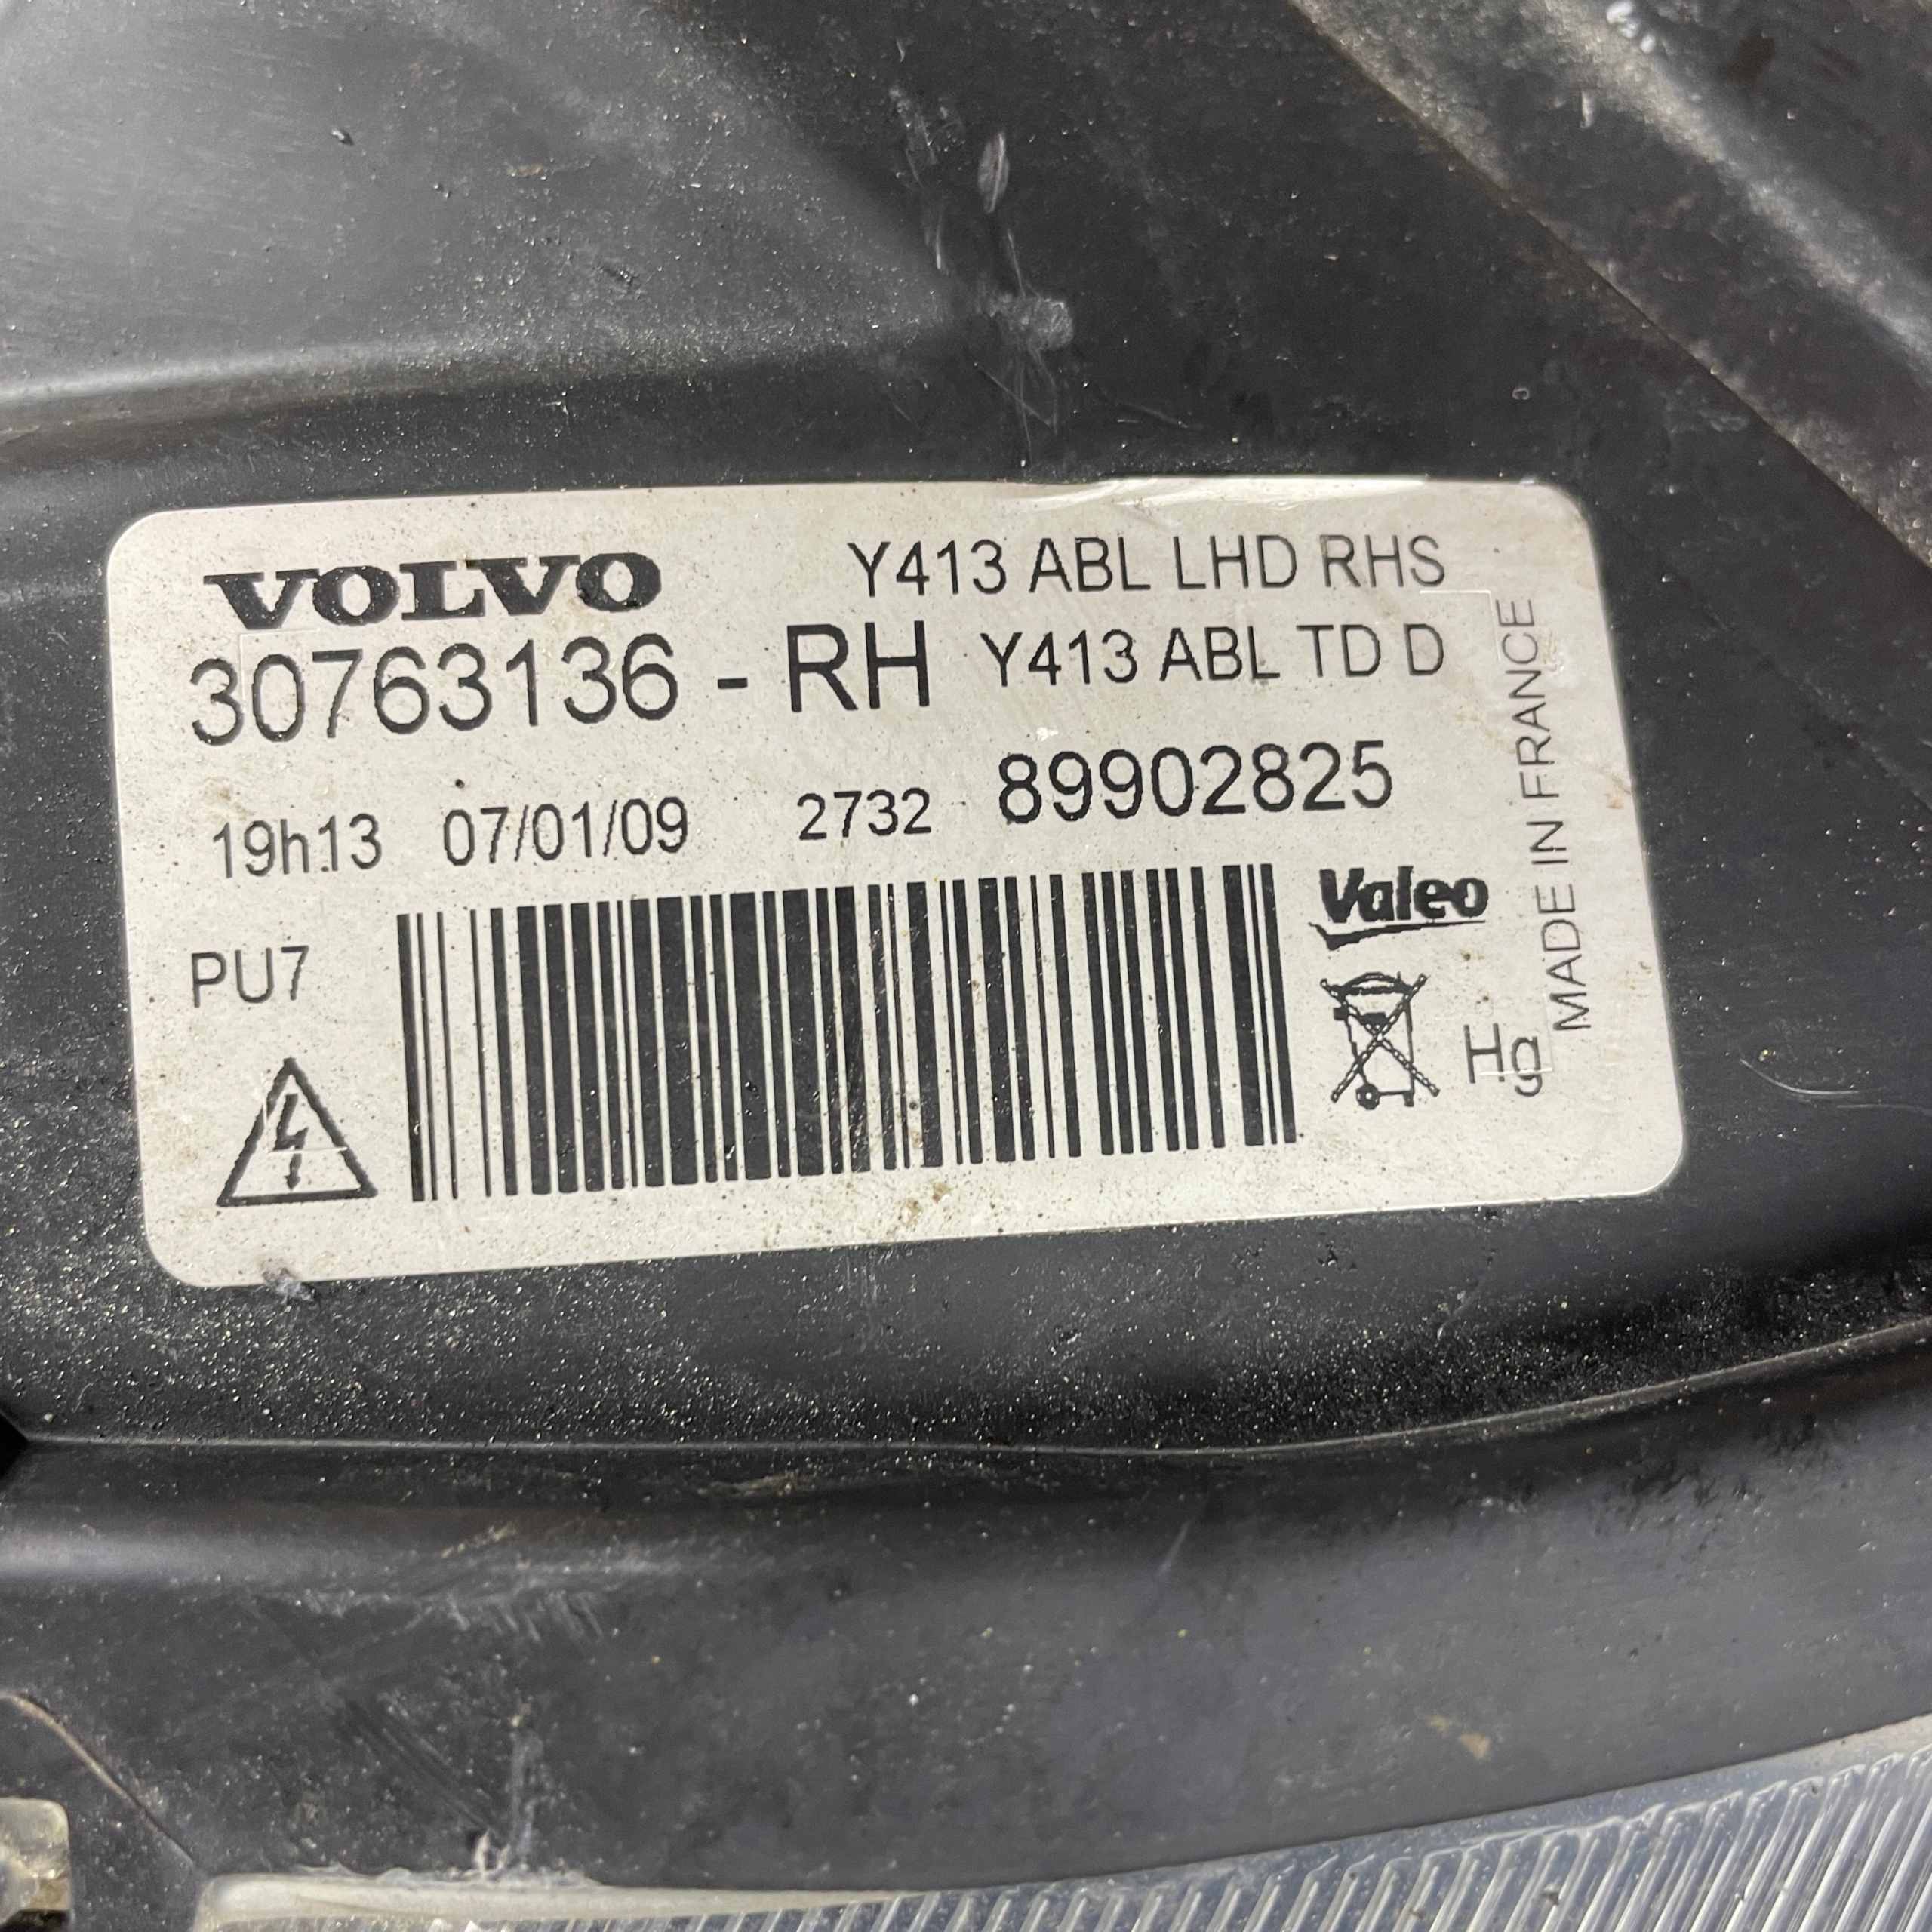 VOLVO Y413 ABL LHD RHS
30763136 - RH Y413 ABL TD D
19h13 07/01/09 2732 89902825
PU7
Valeo
Hg
MADE IN FRANCE